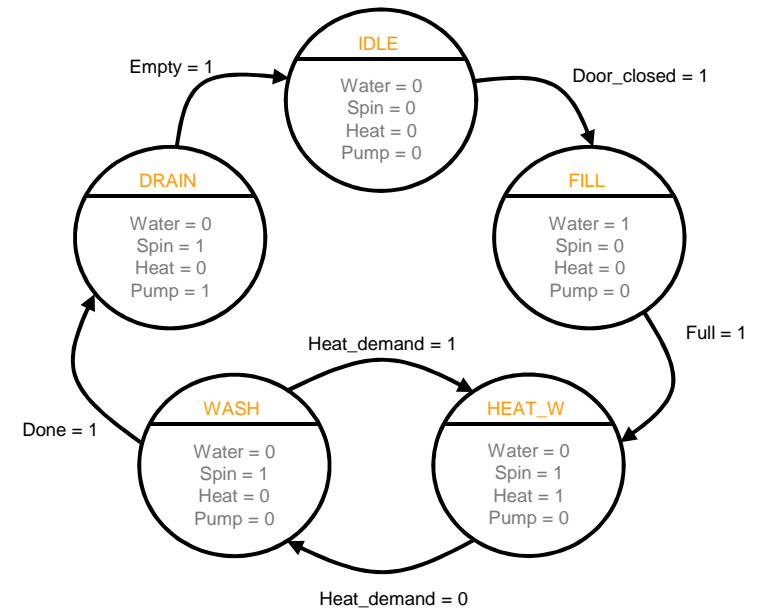 IDLE
Water = 0
Spin = 0
Heat = 0
Pump = 0
Empty = 1
Door_closed = 1
DRAIN
Water = 0
Spin = 1
Heat = 0
Pump = 1
FILL
Water = 1
Spin = 0
Heat = 0
Pump = 0
Full = 1
Heat_demand = 1
Done = 1
WASH
Water = 0
Spin = 1
Heat = 0
Pump = 0
HEAT_W
Water = 0
Spin = 1
Heat = 1
Pump = 0
Heat_demand = 0